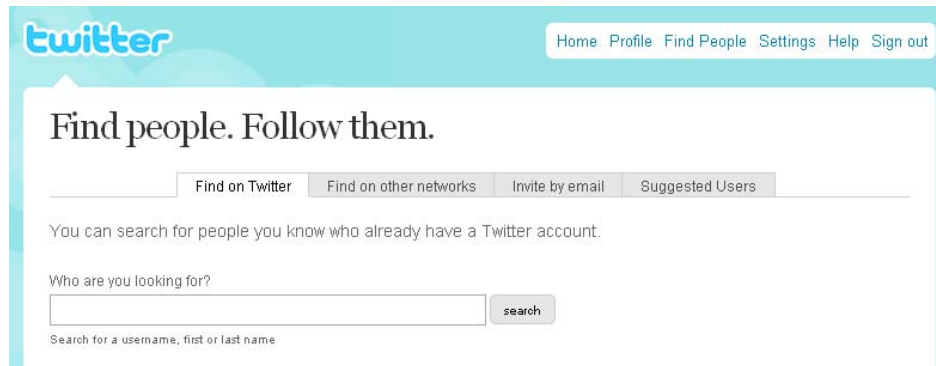 twitter
Home Profile Find People Settings Help Sign out
Find people. Follow them.
Find on Twitter Find on other networks Invite by email Suggested Users
You can search for people you know who already have a Twitter account.
Who are you looking for?
search
Search for a username, first or last name